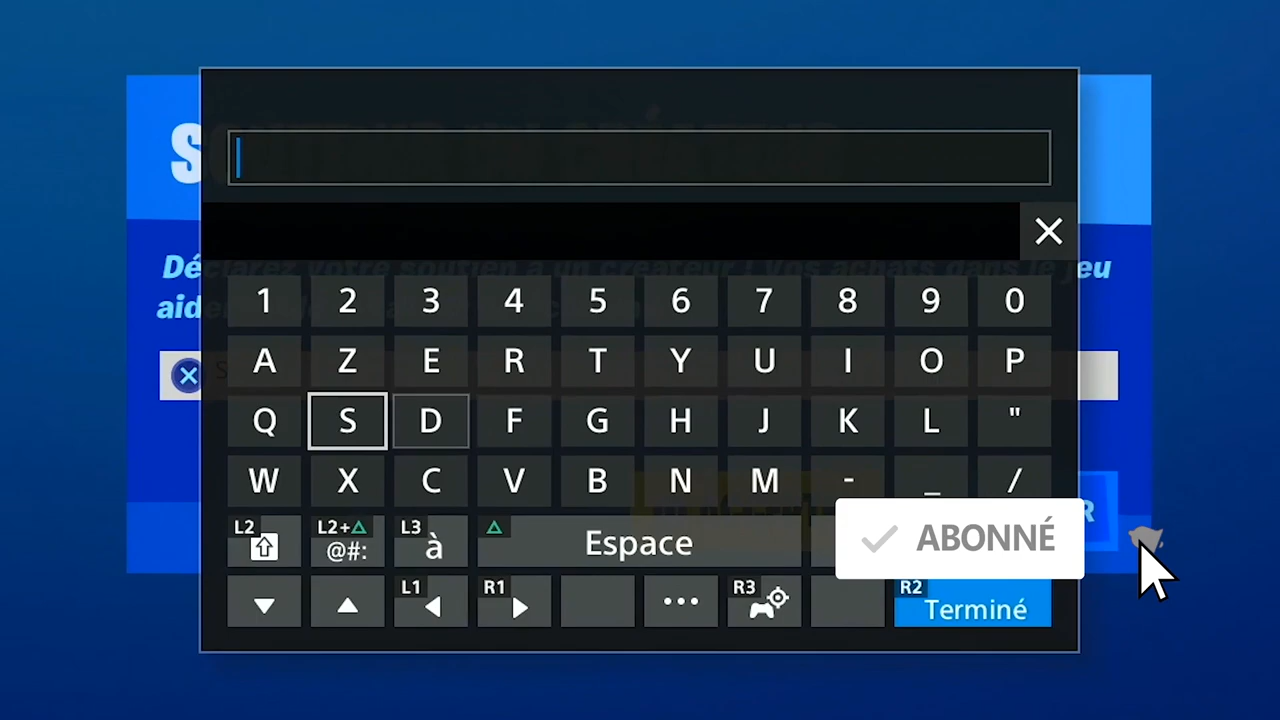 S
Déclarez votre soutien à un créateur ! Vos achats dans le jeu
aide
1 2 3 4 5 6 7 8 9 0
A Z E R T Y U I O P
Q S D F G H J K L "
W X C V B N M - _ /
L2 L2+△ @#: L3 à △ Espace
ABONNÉ
R
L1 R1 ... R3 R2 Terminé